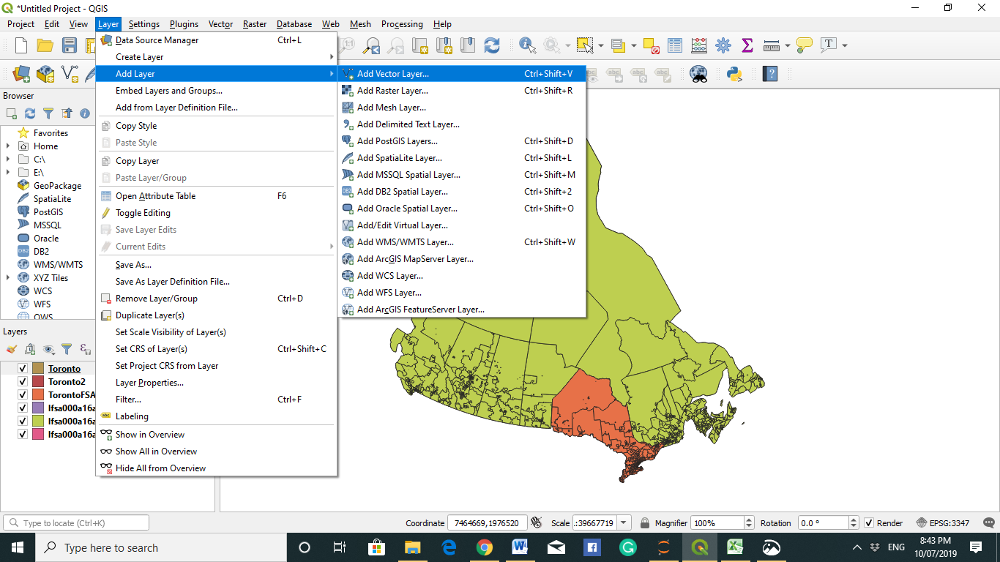 *Untitled Project - QGIS
Project Edit View Layer Settings Plugins Vector Raster Database Web Mesh Processing Help
Data Source Manager Ctrl+L
Create Layer
Add Layer
Embed Layers and Groups...
Add from Layer Definition File...
Copy Style
Paste Style
Copy Layer
Paste Layer/Group
Open Attribute Table F6
Toggle Editing
Save Layer Edits
Current Edits
Save As...
Save As Layer Definition File...
Remove Layer/Group Ctrl+D
Duplicate Layer(s)
Set Scale Visibility of Layer(s)
Set CRS of Layer(s) Ctrl+Shift+C
Set Project CRS from Layer
Layer Properties...
Filter... Ctrl+F
abc Labeling
Show in Overview
Show All in Overview
Hide All from Overview
Add Vector Layer... Ctrl+Shift+V
Add Raster Layer... Ctrl+Shift+R
Add Mesh Layer...
Add Delimited Text Layer...
Add PostGIS Layers... Ctrl+Shift+D
Add SpatiaLite Layer... Ctrl+Shift+L
Add MSSQL Spatial Layer... Ctrl+Shift+M
DB2 Add DB2 Spatial Layer... Ctrl+Shift+2
Add Oracle Spatial Layer... Ctrl+Shift+O
Add/Edit Virtual Layer...
Add WMS/WMTS Layer... Ctrl+Shift+W
Add ArcGIS MapServer Layer...
Add WCS Layer...
Add WFS Layer...
Add ArcGIS FeatureServer Layer...
Browser
Favorites
Home
C:\
E:\
GeoPackage
SpatiaLite
PostGIS
MSSQL
Oracle
DB2 DB2
WMS/WMTS
XYZ Tiles
WCS
WFS
OWS
Layers
Toronto
Toronto2
TorontoFSA
lfsa000a16a
lfsa000a16a
lfsa000a16a
Type to locate (Ctrl+K)
Coordinate 7464669,1976520 Scale .:39667719 Magnifier 100% Rotation 0.0 ° Render EPSG:3347
Type here to search
ENG
8:43 PM
10/07/2019